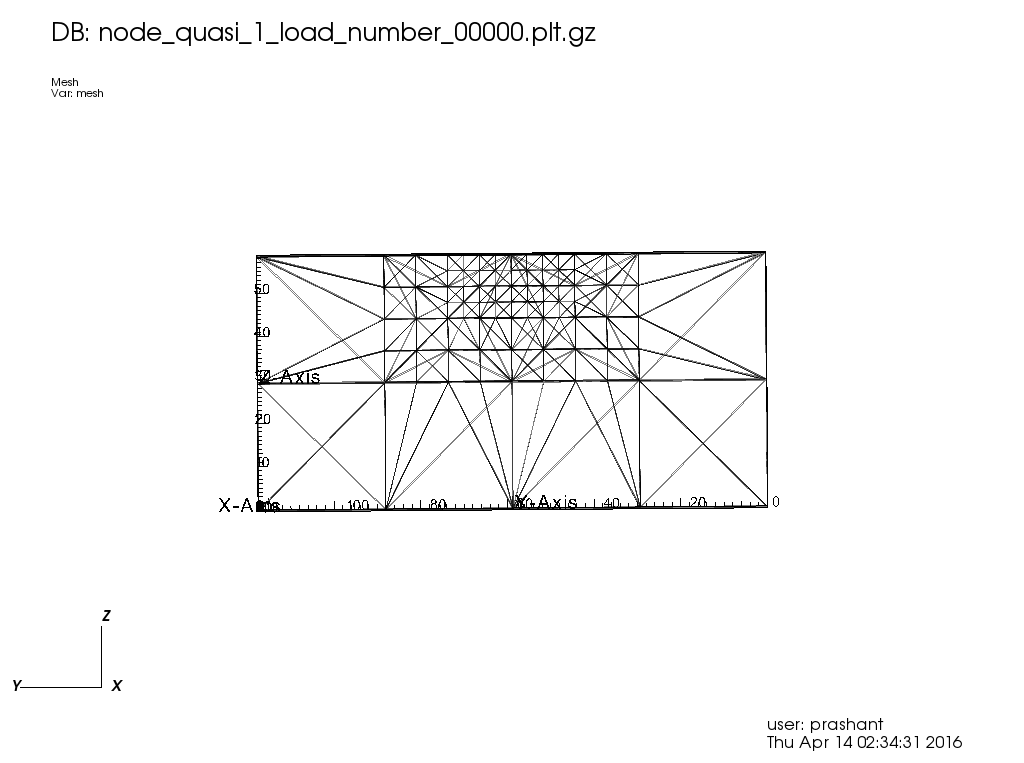 DB: node_quasi_1_load_number_00000.plt.gz
Mesh
Var: mesh
50
40
Z-Axis
20
10
X-Axis
100
80
Y-Axis
40
20
0
Z
Y
X
user: prashant
Thu Apr 14 02:34:31 2016